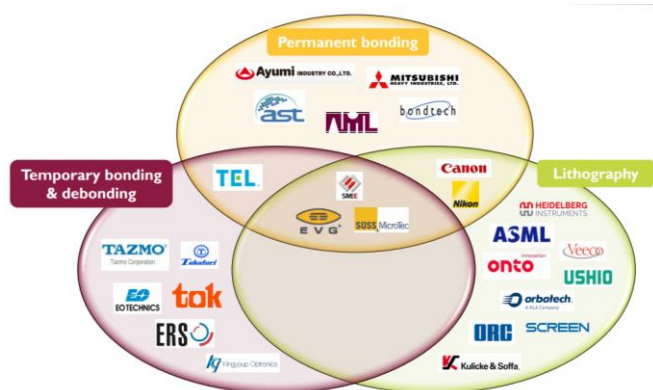 Permanent bonding
Ayumi INDUSTRY CO.,LTD.
MITSUBISHI
HEAVY INDUSTRIES, LTD.
ast
AML
bondtech
Temporary bonding
& debonding
TEL
SMEE
Canon
Nikon
Lithography
EVG
SUSS MicroTec
HEIDELBERG
INSTRUMENTS
ASML
Veeco
TAZMO
Tazmo Corporation
Takatori
Innovation
onto
USHIO
EO TECHNICS
tok
orbotech
A KLA Company
ERS
ORC
SCREEN
Kingyoup Optronics
Kulicke & Soffa